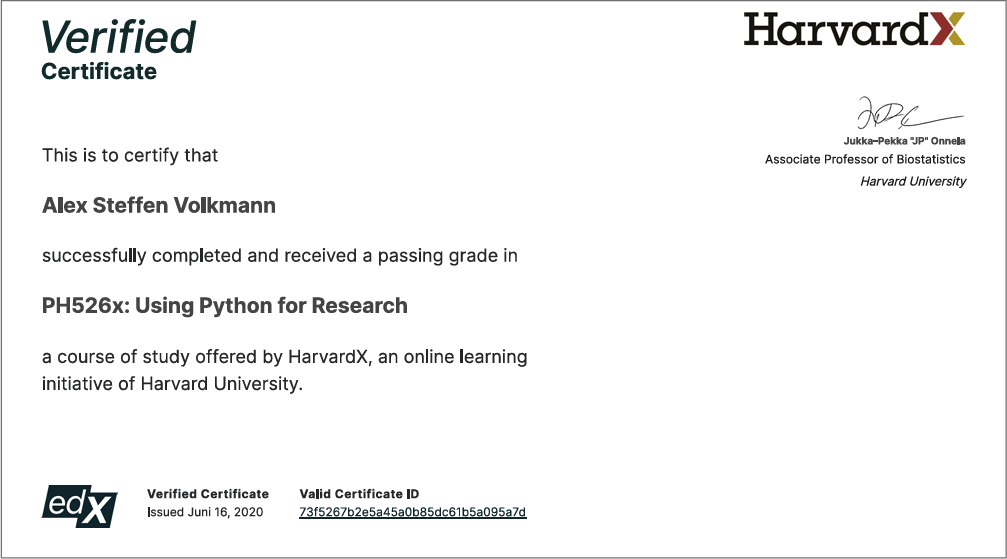 Verified
Certificate
HarvardX
Jukka-Pekka "JP" Onnela
Associate Professor of Biostatistics
Harvard University
This is to certify that
Alex Steffen Volkmann
successfully completed and received a passing grade in
PH526x: Using Python for Research
a course of study offered by HarvardX, an online learning
initiative of Harvard University.
edX
Verified Certificate
Issued Juni 16, 2020
Valid Certificate ID
73f5267b2e5a45a0b85dc61b5a095a7d